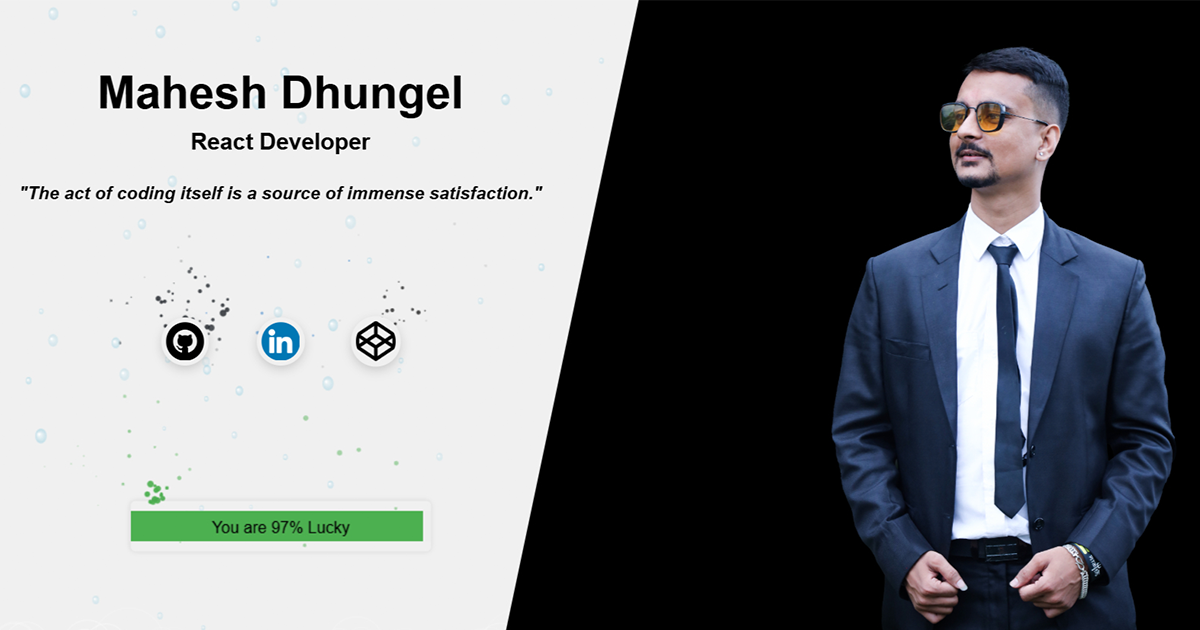 Mahesh Dhungel
React Developer
"The act of coding itself is a source of immense satisfaction."
in
You are 97% Lucky